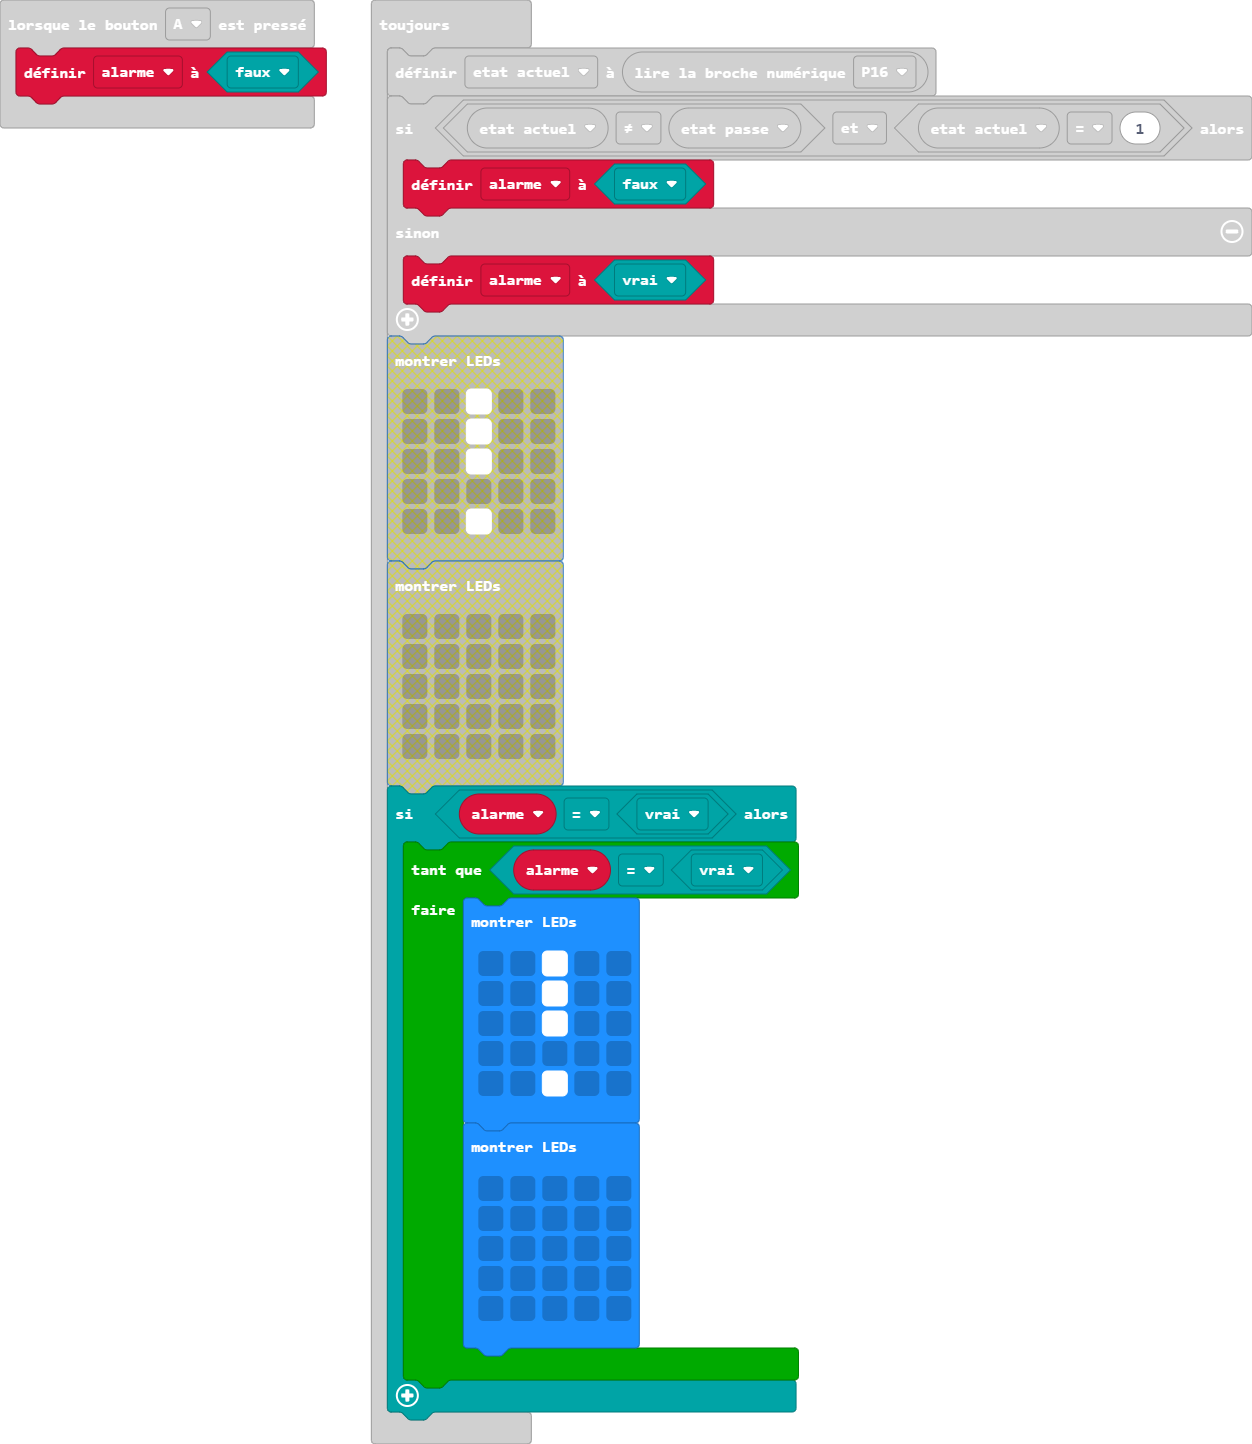 lorsque le bouton A est pressé
définir alarme à faux
toujours
définir etat actuel à lire la broche numérique P16
si etat actuel ≠ etat passe et etat actuel = 1 alors
définir alarme à faux
sinon
définir alarme à vrai
montrer LEDs
montrer LEDs
si alarme = vrai alors
tant que alarme = vrai
faire montrer LEDs
montrer LEDs